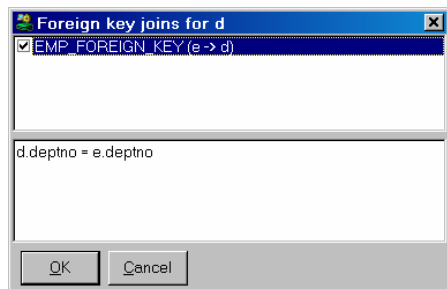 Foreign key joins for d
EMP_FOREIGN_KEY (e -> d)
d.deptno = e.deptno
OK
Cancel